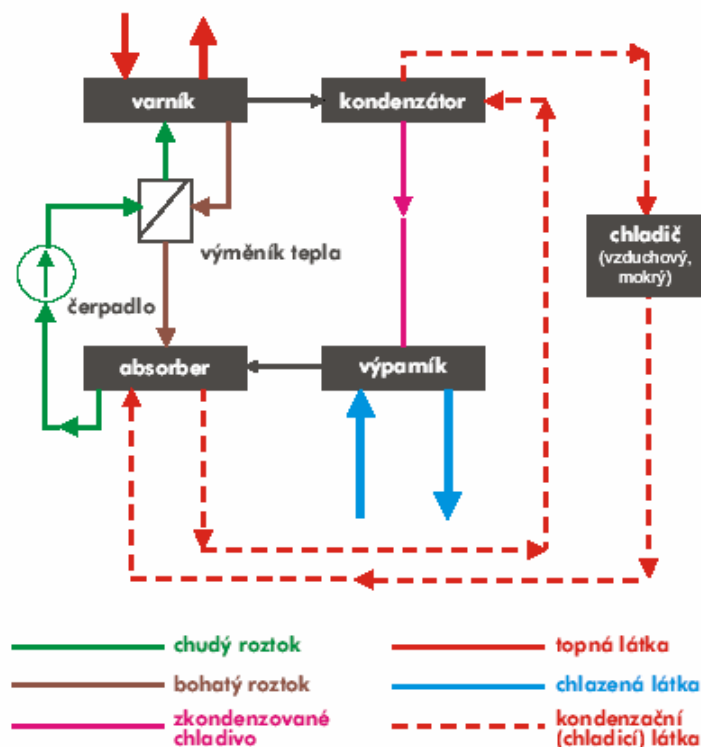 varník
kondenzátor
chladič
(vzduchový,
mokrý)
výměník tepla
čerpadlo
absorber
výparník
chudý roztok
topná látka
bohatý roztok
chlazená látka
zkondenzované
chladivo
kondenzační
(chladicí) látka